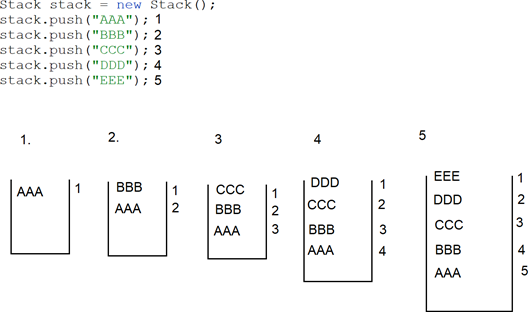 Stack stack = new Stack();
stack.push("AAA"); 1
stack.push("BBB"); 2
stack.push("CCC"); 3
stack.push("DDD"); 4
stack.push("EEE"); 5
1. 2. 3 4 5
AAA 1
BBB 1
AAA 2
CCC 1
BBB 2
AAA 3
DDD 1
CCC 2
BBB 3
AAA 4
EEE 1
DDD 2
CCC 3
BBB 4
AAA 5